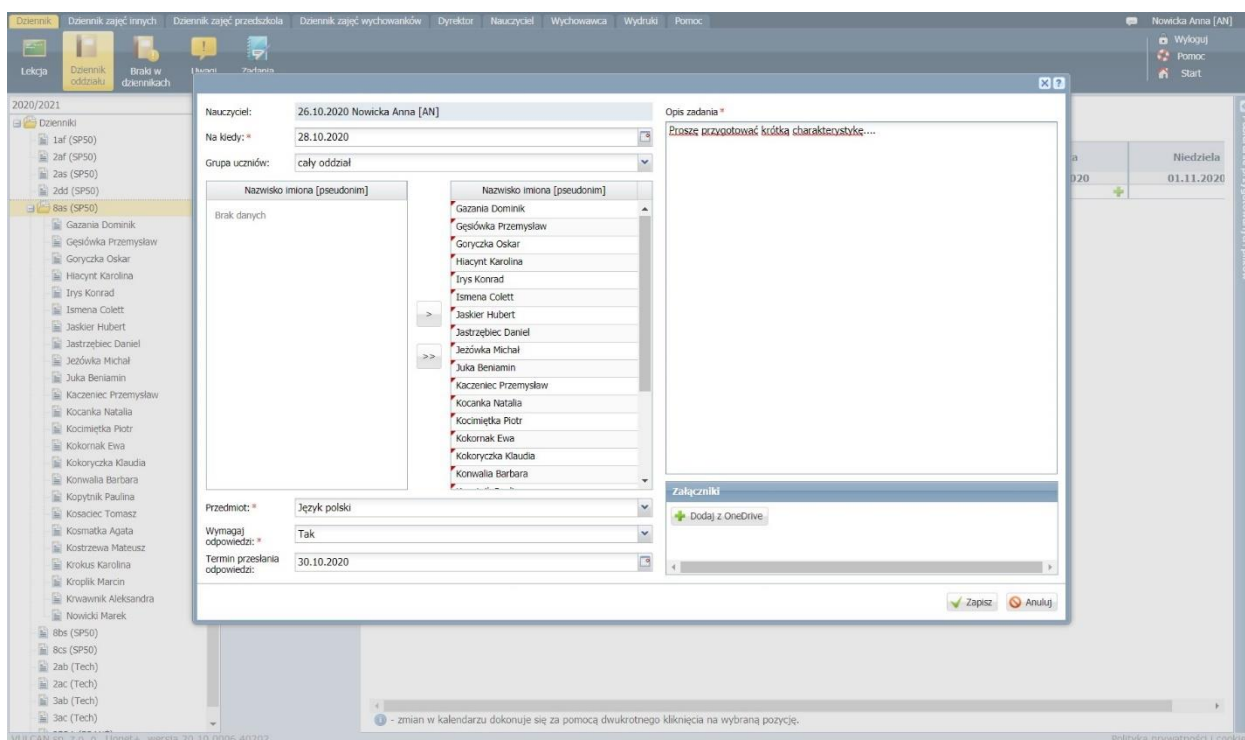 Dziennik Dziennik zajęć innych Dziennik zajęć przedszkola Dziennik zajęć wychowanków Dyrektor Nauczyciel Wychowawca Wydruki Pomoc Nowicka Anna [AN]
Wyloguj
Pomoc
Start
Lekcja Dziennik oddziału Braki w dziennikach Uwagi Zadania
2020/2021
Dzienniki
1af (SP50)
2af (SP50)
2as (SP50)
2dd (SP50)
8as (SP50)
Gazania Dominik
Gęsiówka Przemysław
Goryczka Oskar
Hiacynt Karolina
Irys Konrad
Ismena Colett
Jaskier Hubert
Jastrzębiec Daniel
Jeżówka Michał
Juka Beniamin
Kaczeniec Przemysław
Kocanka Natalia
Kocimiętka Piotr
Kokornak Ewa
Kokoryczka Klaudia
Konwalia Barbara
Kopytnik Paulina
Kosaciec Tomasz
Kosmatka Agata
Kostrzewa Mateusz
Krokus Karolina
Kroplik Marcin
Krwawnik Aleksandra
Nowicki Marek
8bs (SP50)
8cs (SP50)
2ab (Tech)
2ac (Tech)
3ab (Tech)
3ac (Tech)
Nauczyciel: 26.10.2020 Nowicka Anna [AN]
Na kiedy: * 28.10.2020
Grupa uczniów: cały oddział
Nazwisko imiona [pseudonim]
Brak danych
>
>>
Nazwisko imiona [pseudonim]
Gazania Dominik
Gęsiówka Przemysław
Goryczka Oskar
Hiacynt Karolina
Irys Konrad
Ismena Colett
Jaskier Hubert
Jastrzębiec Daniel
Jeżówka Michał
Juka Beniamin
Kaczeniec Przemysław
Kocanka Natalia
Kocimiętka Piotr
Kokornak Ewa
Kokoryczka Klaudia
Konwalia Barbara
Przedmiot: * Język polski
Wymagaj odpowiedzi: * Tak
Termin przesłania odpowiedzi: 30.10.2020
Opis zadania *
Proszę przygotować krótką charakterystykę....
Załączniki
Dodaj z OneDrive
Zapisz Anuluj
Niedziela
020 01.11.2020
- zmian w kalendarzu dokonuje się za pomocą dwukrotnego kliknięcia na wybraną pozycję.